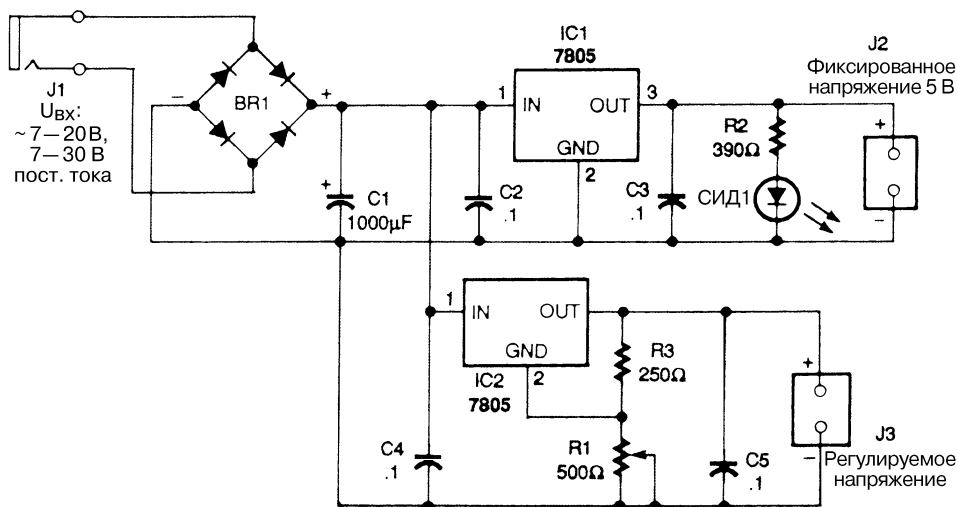 J1
Uвх:
~7—20 В,
7—30 В
пост. тока
BR1
−
+
+
C1
1000µF
C2
.1
IC1
7805
1
IN
OUT
3
GND
2
C3
.1
R2
390Ω
СИД1
J2
Фиксированное
напряжение 5 В
+
−
1
IN
OUT
GND
2
IC2
7805
R3
250Ω
R1
500Ω
C4
.1
C5
.1
+
−
J3
Регулируемое
напряжение